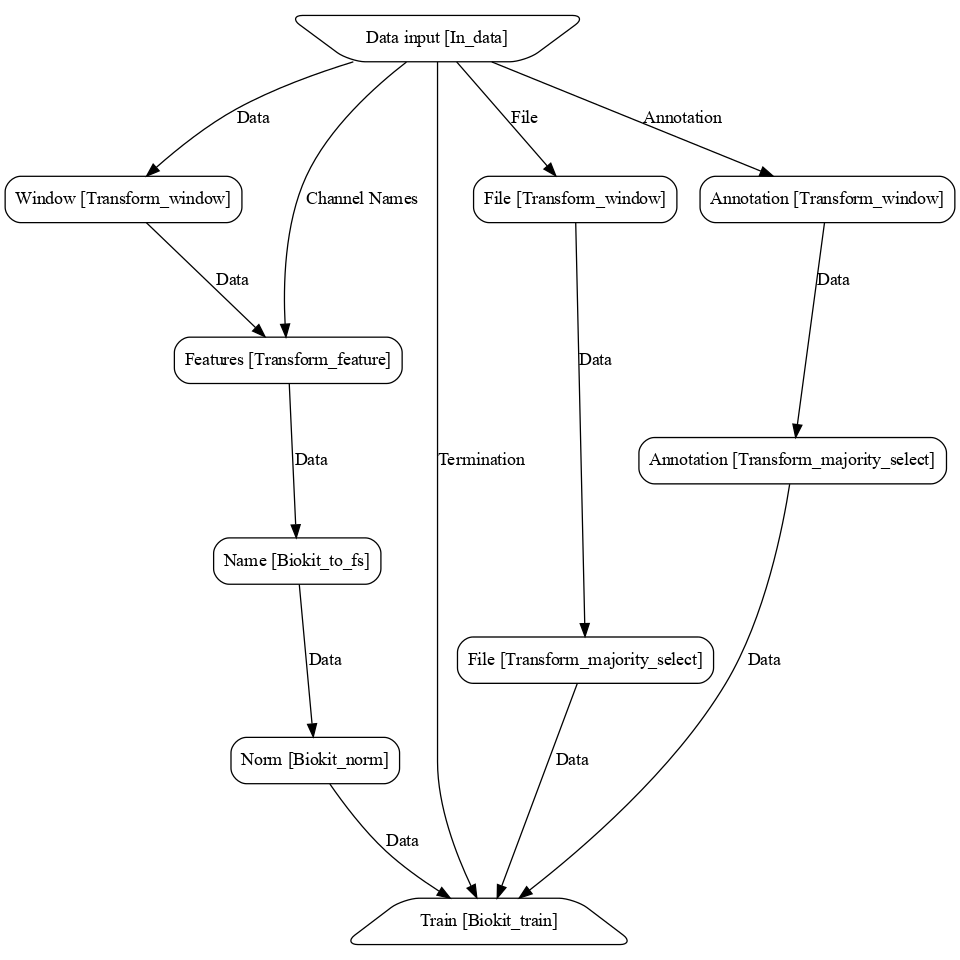 Data input [In_data]
Data
File
Annotation
Window [Transform_window]
Channel Names
File [Transform_window]
Annotation [Transform_window]
Data
Data
Features [Transform_feature]
Data
Data
Termination
Annotation [Transform_majority_select]
Name [Biokit_to_fs]
Data
File [Transform_majority_select]
Data
Norm [Biokit_norm]
Data
Data
Train [Biokit_train]